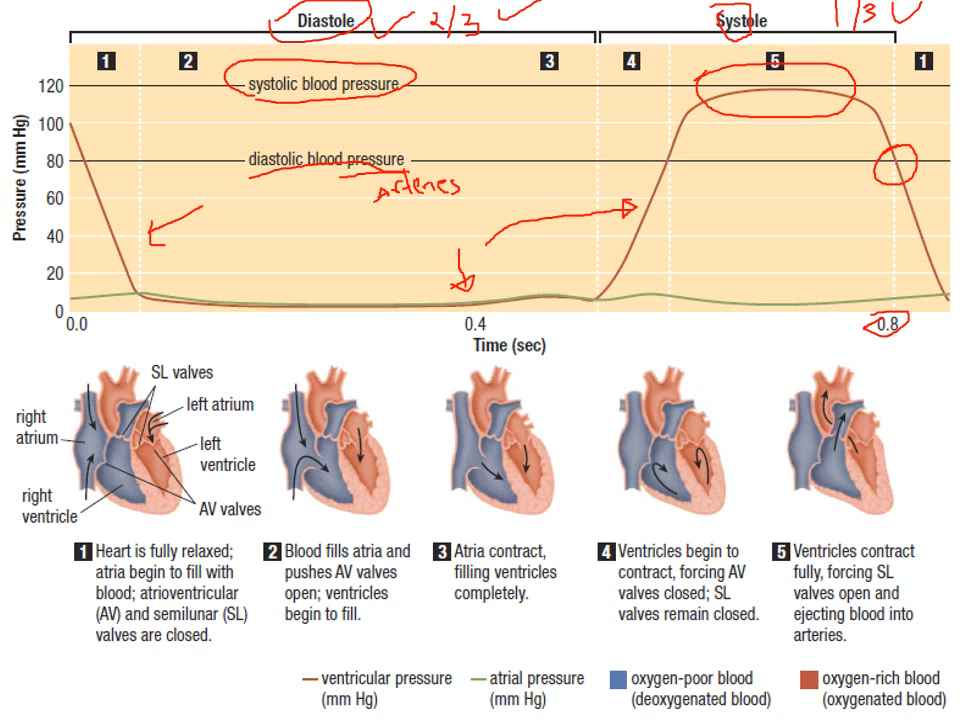 Diastole 2/3 Systole 1/3
1 2 3 4 5 1
120
systolic blood pressure
100
80
diastolic blood pressure
Arteries
60
40
20
0
Pressure (mm Hg)
0.0 0.4 0.8
Time (sec)
SL valves
left atrium
right
atrium
left
ventricle
AV valves
right
ventricle
1 Heart is fully relaxed;
atria begin to fill with
blood; atrioventricular
(AV) and semilunar (SL)
valves are closed.
2 Blood fills atria and
pushes AV valves
open; ventricles
begin to fill.
3 Atria contract,
filling ventricles
completely.
4 Ventricles begin to
contract, forcing AV
valves closed; SL
valves remain closed.
5 Ventricles contract
fully, forcing SL
valves open and
ejecting blood into
arteries.
ventricular pressure
(mm Hg)
atrial pressure
(mm Hg)
oxygen-poor blood
(deoxygenated blood)
oxygen-rich blood
(oxygenated blood)